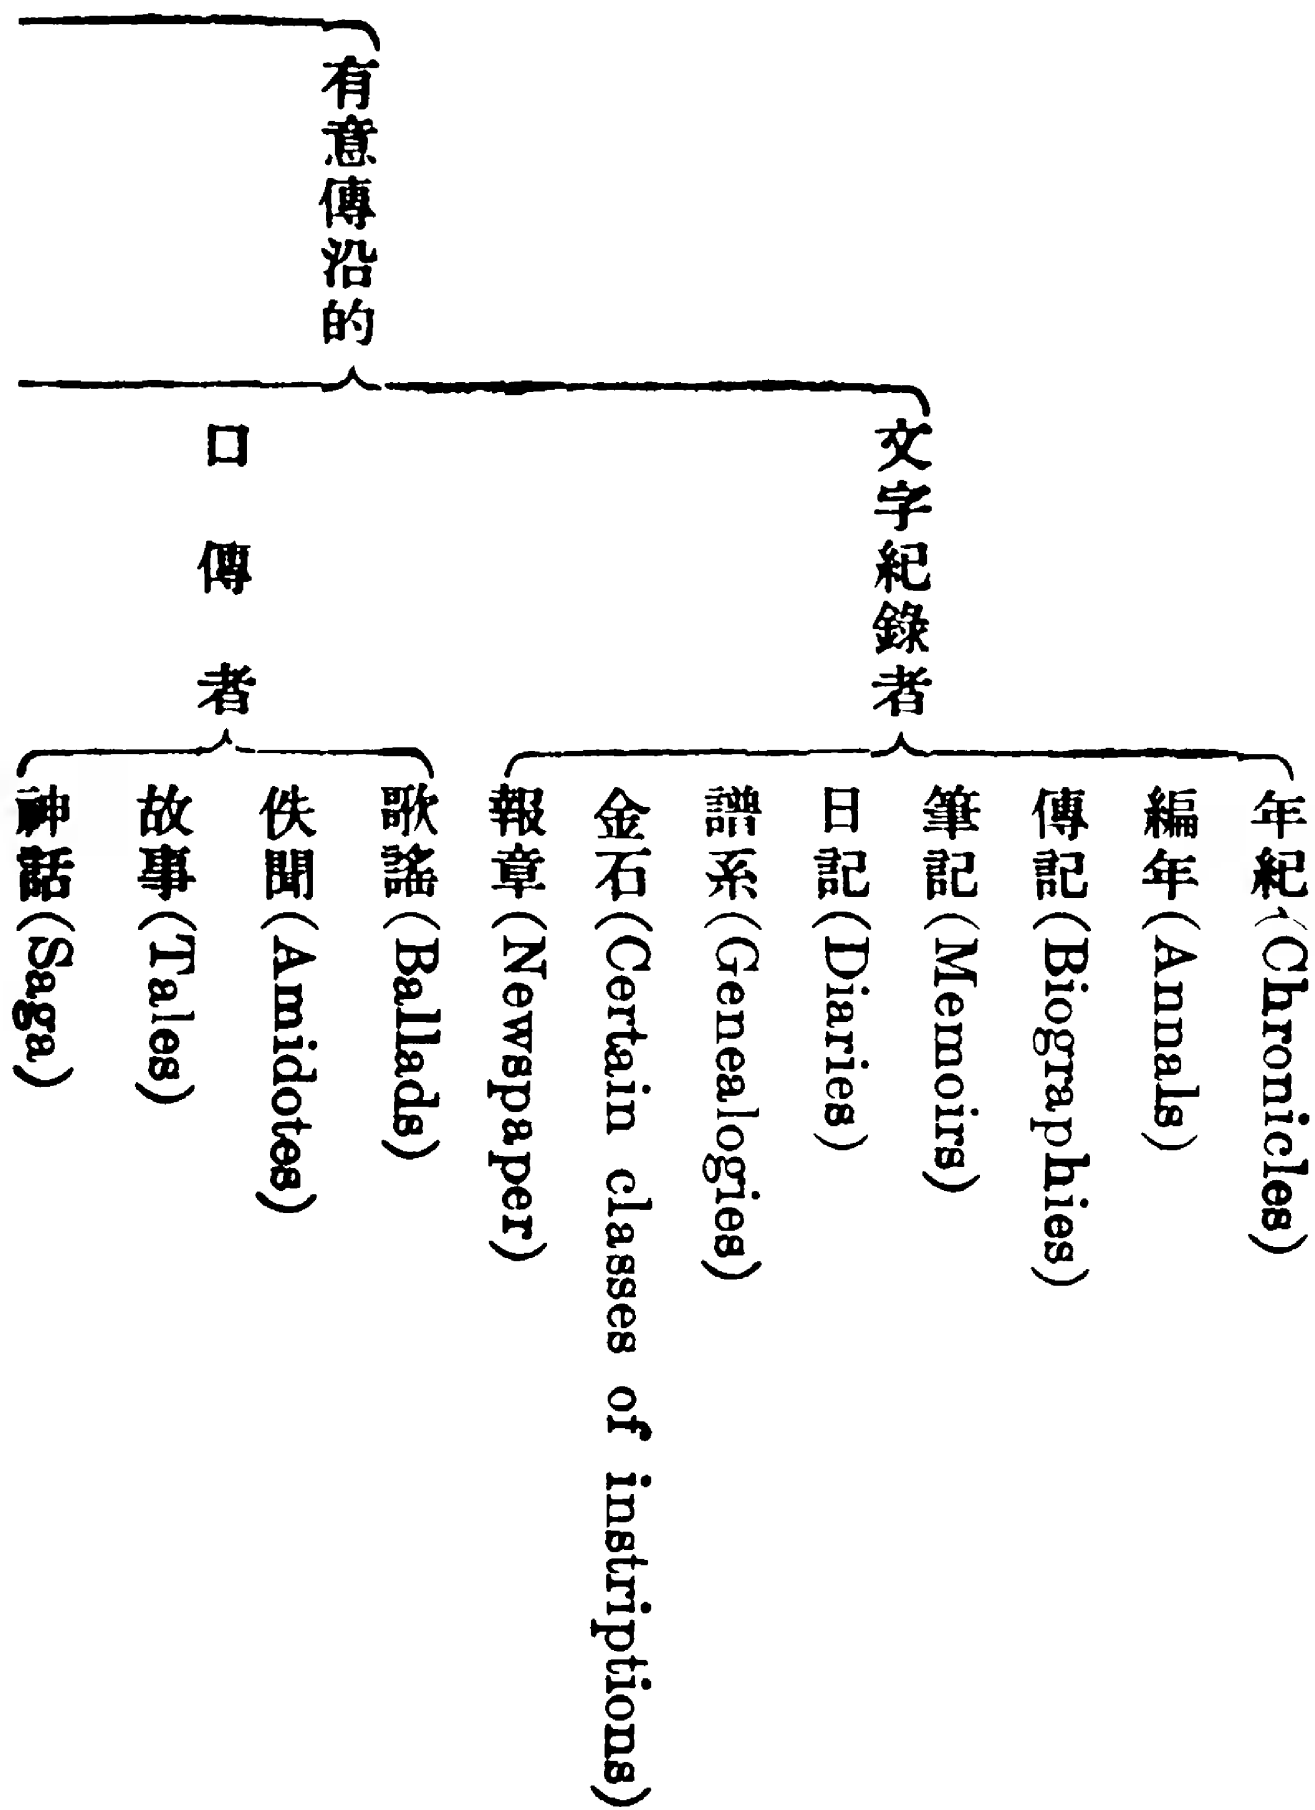 有意傳沿的
文字紀錄者
年紀(Chronicles)
編年(Annals)
傳記(Biographies)
筆記(Memoirs)
日記(Diaries)
譜系(Genealogies)
金石(Certain classes of instriptions)
報章(Newspaper)
口傳者
歌謠(Ballads)
佚聞(Amidotes)
故事(Tales)
神話(Saga)